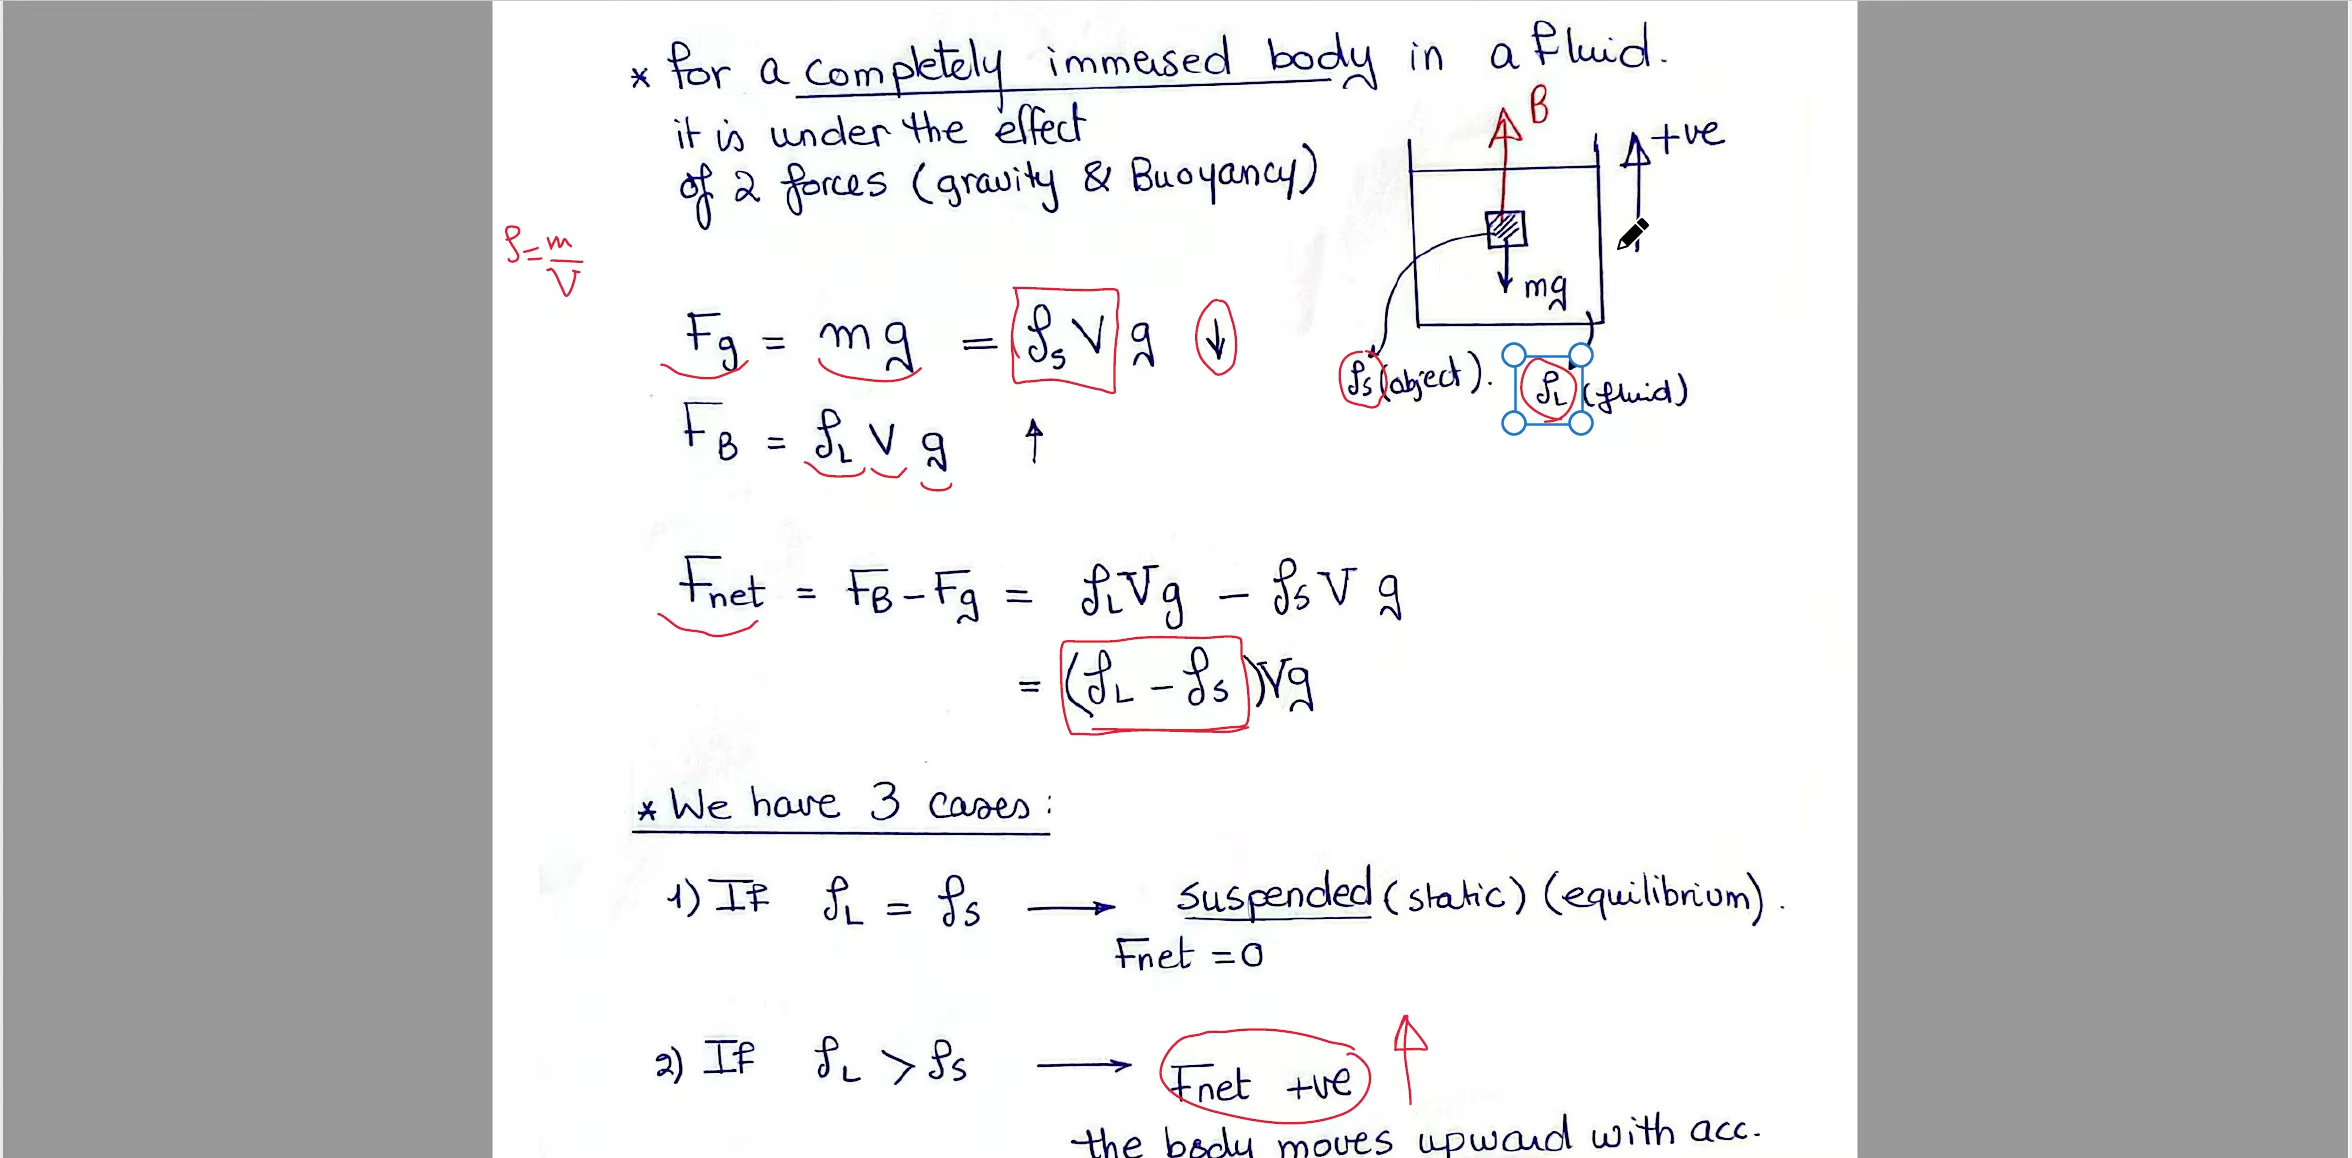 * for a completely immersed body in a fluid.
it is under the effect
of 2 forces (gravity & Buoyancy)
B
+ve
mg
ρs (object).
ρL (fluid)
ρ = m/V
Fg = mg = ρs V g ↓
FB = ρL V g ↑
Fnet = FB - Fg = ρL V g - ρs V g
= (ρL - ρs) Vg
* We have 3 cases:
1) If ρL = ρs → suspended (static) (equilibrium).
Fnet = 0
2) If ρL > ρs → Fnet +ve ↑
the body moves upward with acc.